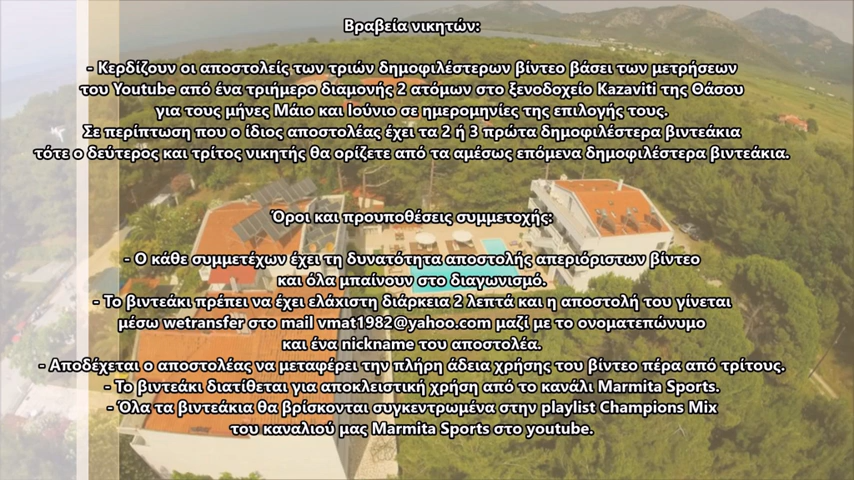 Βραβεία νικητών:
- Κερδίζουν οι αποστολείς των τριών δημοφιλέστερων βίντεο βάσει των μετρήσεων
του Youtube από ένα τριήμερο διαμονής 2 ατόμων στο ξενοδοχείο Kazaviti της Θάσου
για τους μήνες Μάιο και Ιούνιο σε ημερομηνίες της επιλογής τους.
Σε περίπτωση που ο ίδιος αποστολέας έχει τα 2 ή 3 πρώτα δημοφιλέστερα βιντεάκια
τότε ο δεύτερος και τρίτος νικητής θα ορίζετε από τα αμέσως επόμενα δημοφιλέστερα βιντεάκια.
Όροι και προυποθέσεις συμμετοχής:
- Ο κάθε συμμετέχων έχει τη δυνατότητα αποστολής απεριόριστων βίντεο
και όλα μπαίνουν στο διαγωνισμό.
- Το βιντεάκι πρέπει να έχει ελάχιστη διάρκεια 2 λεπτά και η αποστολή του γίνεται
μέσω wetransfer στο mail vmat1982@yahoo.com μαζί με το ονοματεπώνυμο
και ένα nickname του αποστολέα.
- Αποδέχεται ο αποστολέας να μεταφέρει την πλήρη άδεια χρήσης του βίντεο πέρα από τρίτους.
- Το βιντεάκι διατίθεται για αποκλειστική χρήση από το κανάλι Marmita Sports.
- Όλα τα βιντεάκια θα βρίσκονται συγκεντρωμένα στην playlist Champions Mix
του καναλιού μας Marmita Sports στο youtube.